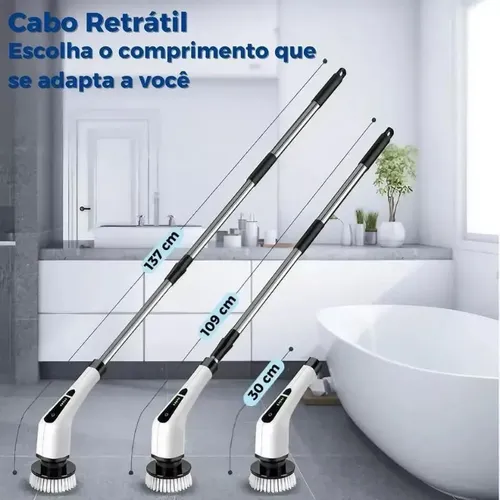 Cabo Retrátil
Escolha o comprimento que
se adapta a você
137 cm
109 cm
30 cm